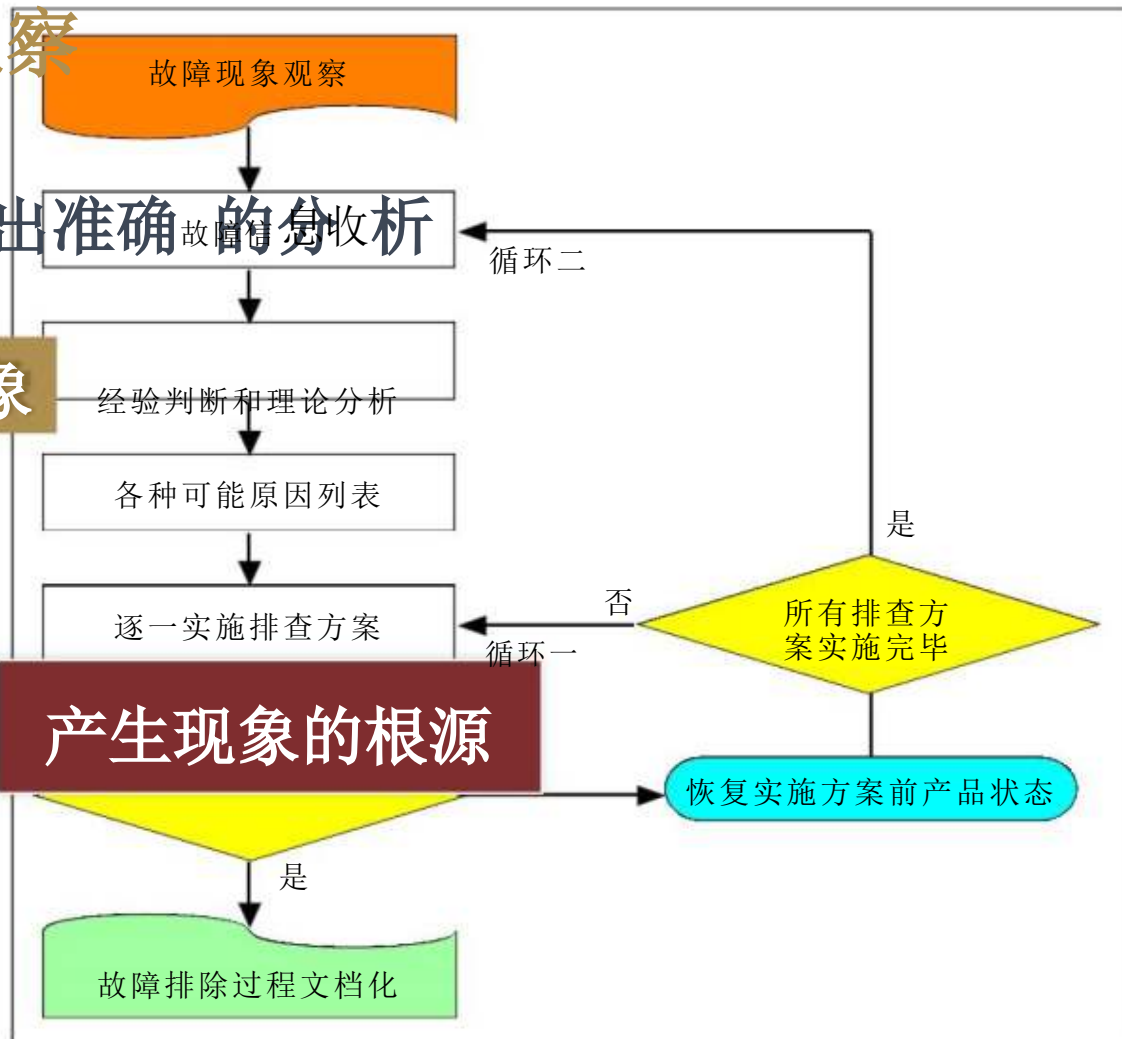 察
故障现象观察
出准确 的分析
故障信息收
循环二
象
经验判断和理论分析
各种可能原因列表
是
否
所有排查方
案实施完毕
逐一实施排查方案
循环一
产生现象的根源
恢复实施方案前产品状态
是
故障排除过程文档化